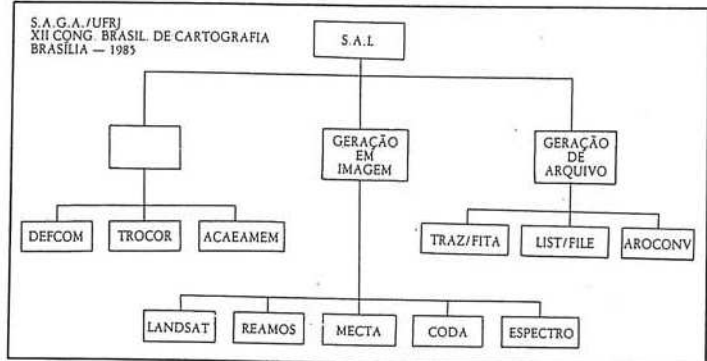 S.A.G.A./UFRJ
XII CONG. BRASIL. DE CARTOGRAFIA
BRASÍLIA — 1985
S.A.L
GERAÇÃO
EM
IMAGEM
GERAÇÃO
DE
ARQUIVO
DEFCOM
TROCOR
ACAEAMEM
TRAZ/FITA
LIST/FILE
AROCONV
LANDSAT
REAMOS
MECTA
CODA
ESPECTRO